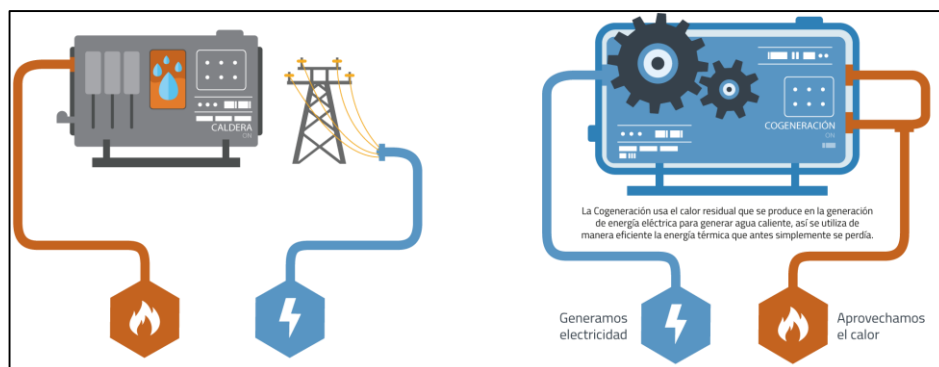 CALDERA
ON
COGENERACIÓN
ON
La Cogeneración usa el calor residual que se produce en la generación
de energía eléctrica para generar agua caliente, así se utiliza de
manera eficiente la energía térmica que antes simplemente se perdía.
Generamos
electricidad
Aprovechamos
el calor